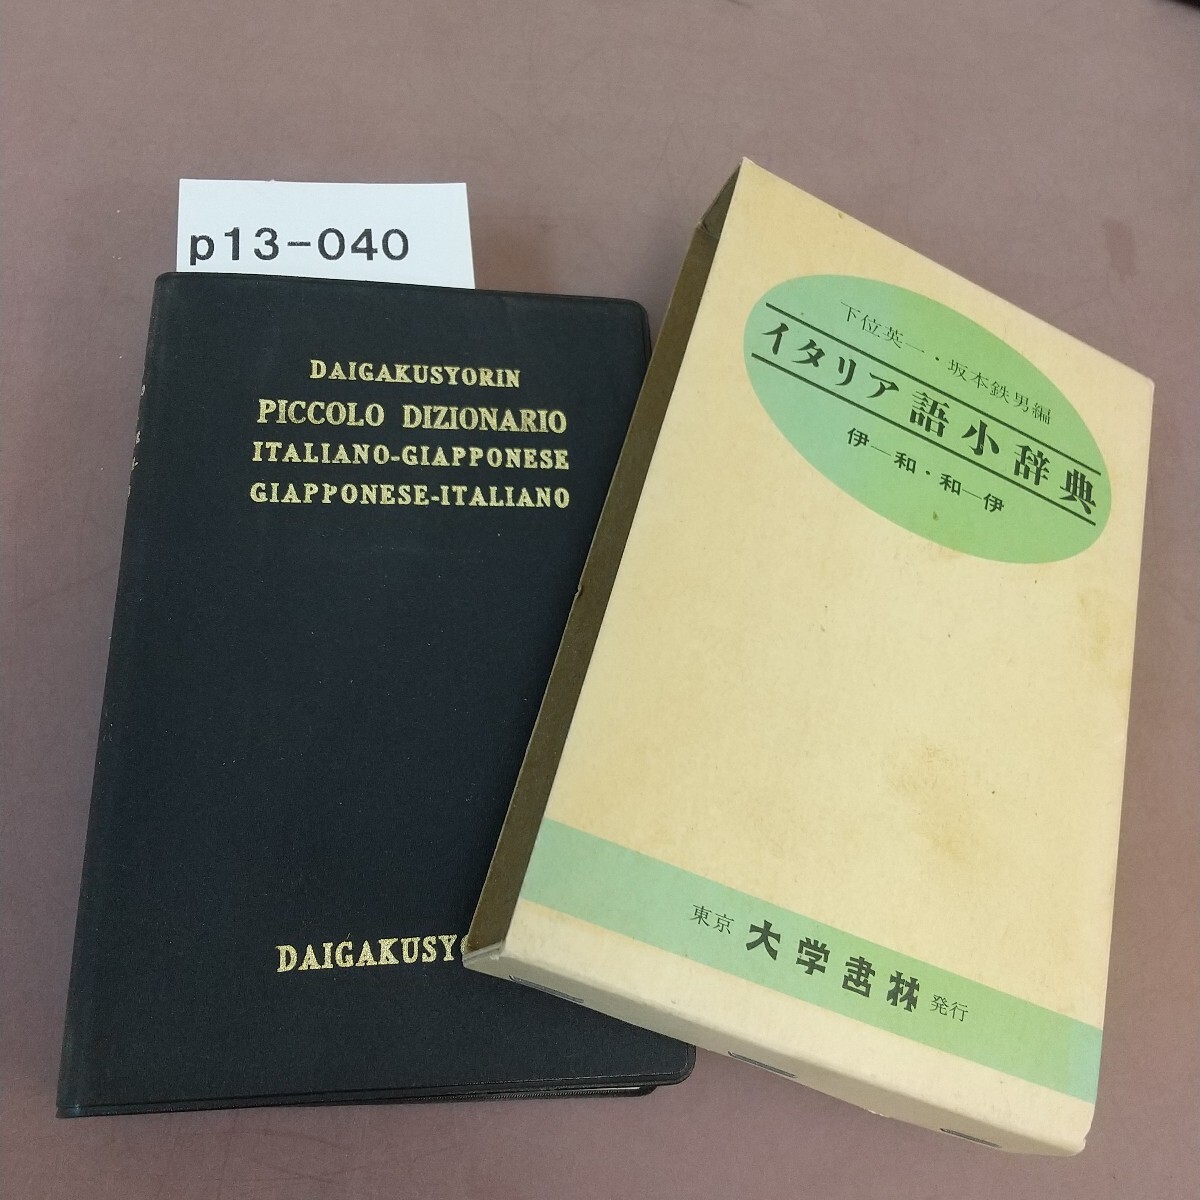 p13-040
DAIGAKUSYORIN
PICCOLO DIZIONARIO
ITALIANO-GIAPPONESE
GIAPPONESE-ITALIANO
DAIGAKUSYO
下位英一・坂本鉄男編
イタリア語小辞典
伊―和・和―伊
東京 大学書林 発行